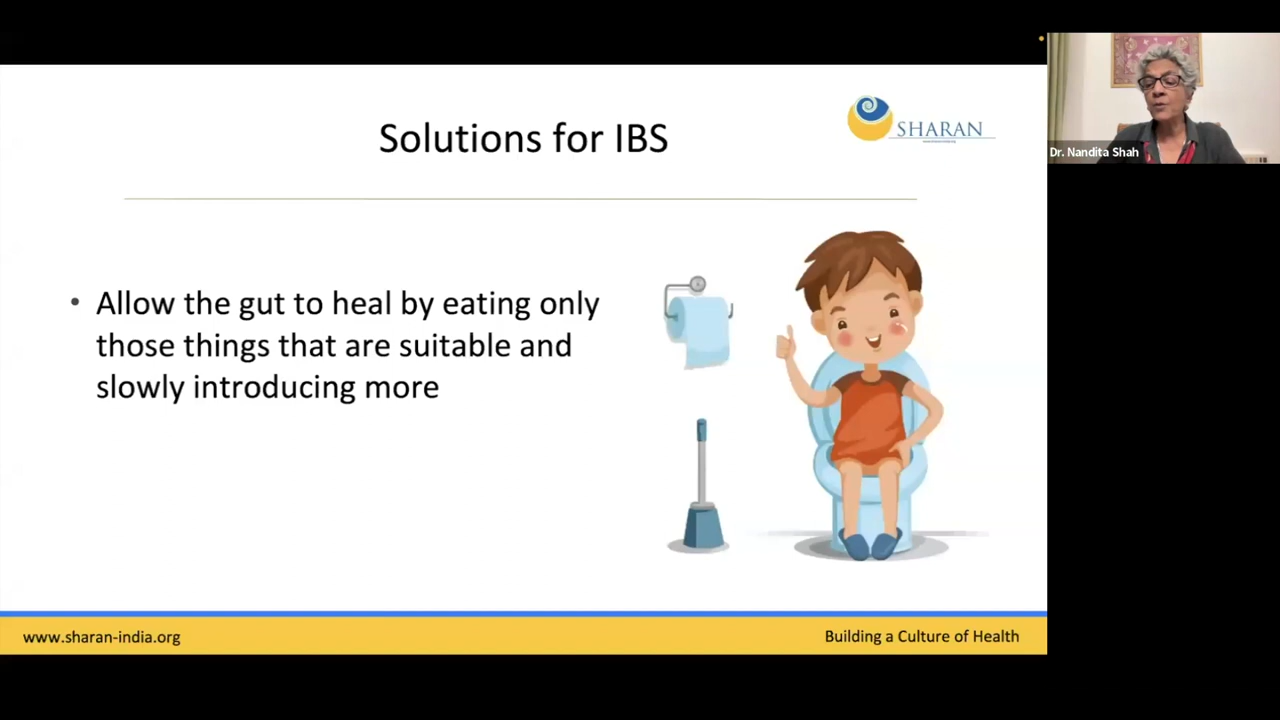 Solutions for IBS
SHARAN
• Allow the gut to heal by eating only
those things that are suitable and
slowly introducing more
www.sharan-india.org
Building a Culture of Health
Dr. Nandita Shah